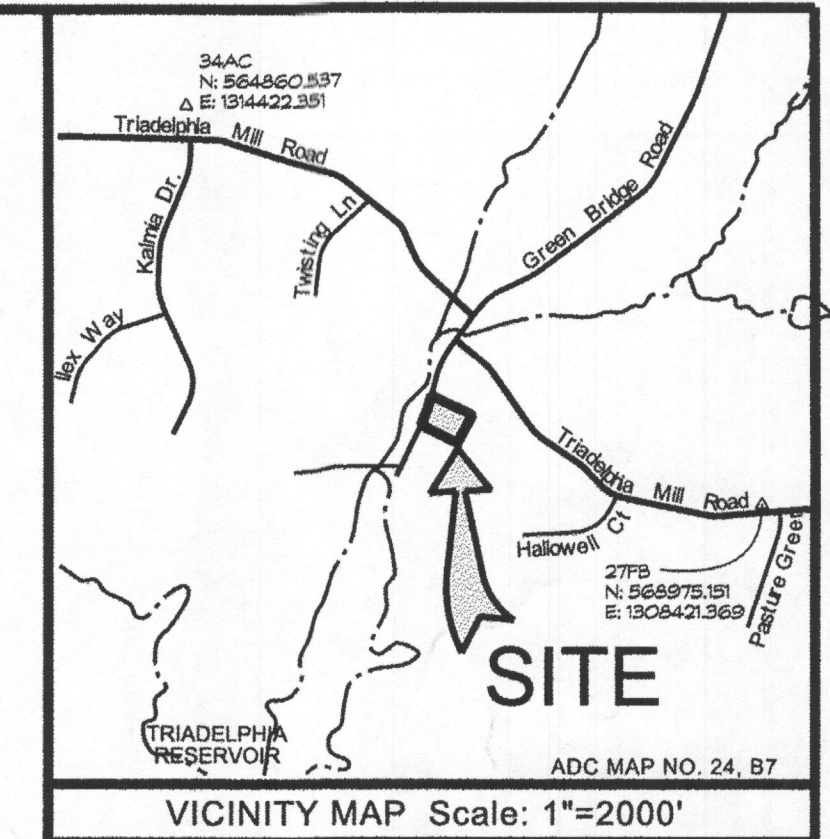 34AC
N: 564860.537
E: 1314422.351
Triadelphia Mill Road
Kalmia Dr.
Twisting Ln
Green Bridge Road
Ilex Way
Triadelphia Mill Road
Hallowell Ct
27FB
N: 568975.151
E: 1308421.369
Pasture Green
SITE
TRIADELPHIA
RESERVOIR
ADC MAP NO. 24, B7
VICINITY MAP Scale: 1"=2000'